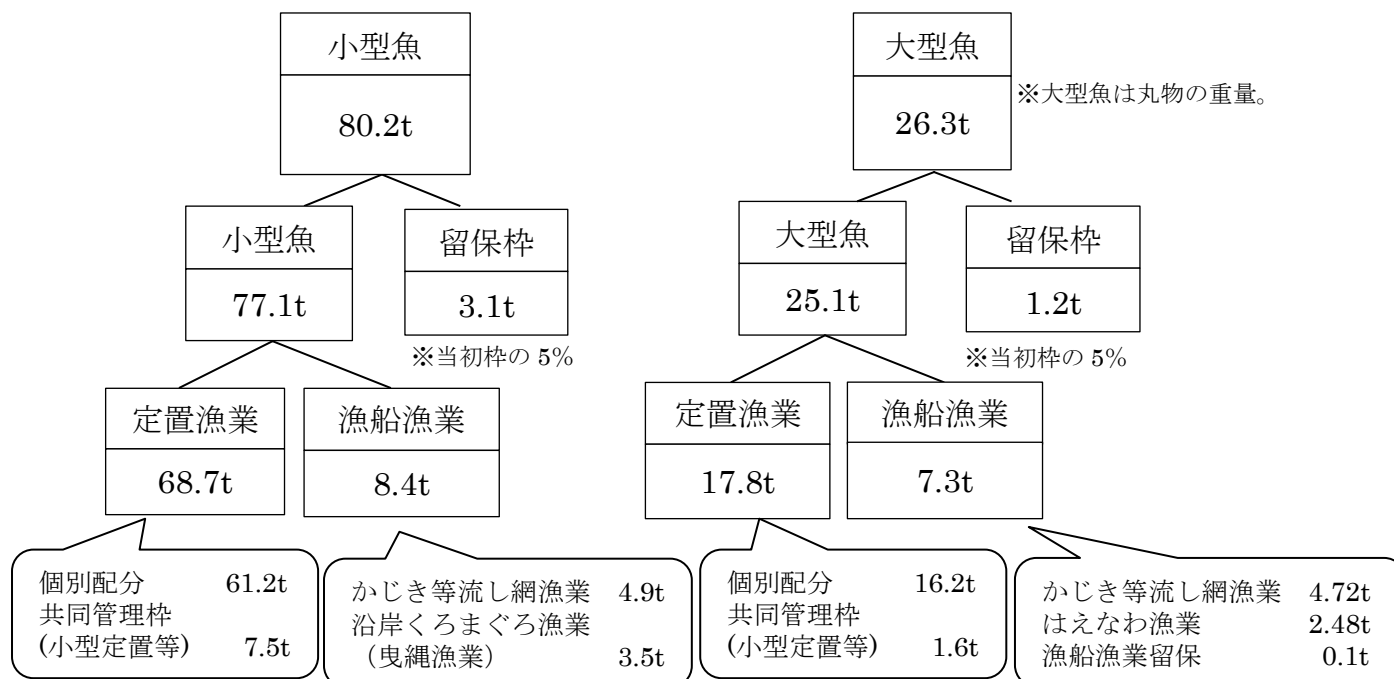 小型魚
80.2t
大型魚
26.3t
※大型魚は丸物の重量。
小型魚
77.1t
留保枠
3.1t
※当初枠の 5%
大型魚
25.1t
留保枠
1.2t
※当初枠の 5%
定置漁業
68.7t
漁船漁業
8.4t
定置漁業
17.8t
漁船漁業
7.3t
個別配分 61.2t
共同管理枠
(小型定置等) 7.5t
かじき等流し網漁業 4.9t
沿岸くろまぐろ漁業
（曳縄漁業） 3.5t
個別配分 16.2t
共同管理枠
(小型定置等) 1.6t
かじき等流し網漁業 4.72t
はえなわ漁業 2.48t
漁船漁業留保 0.1t